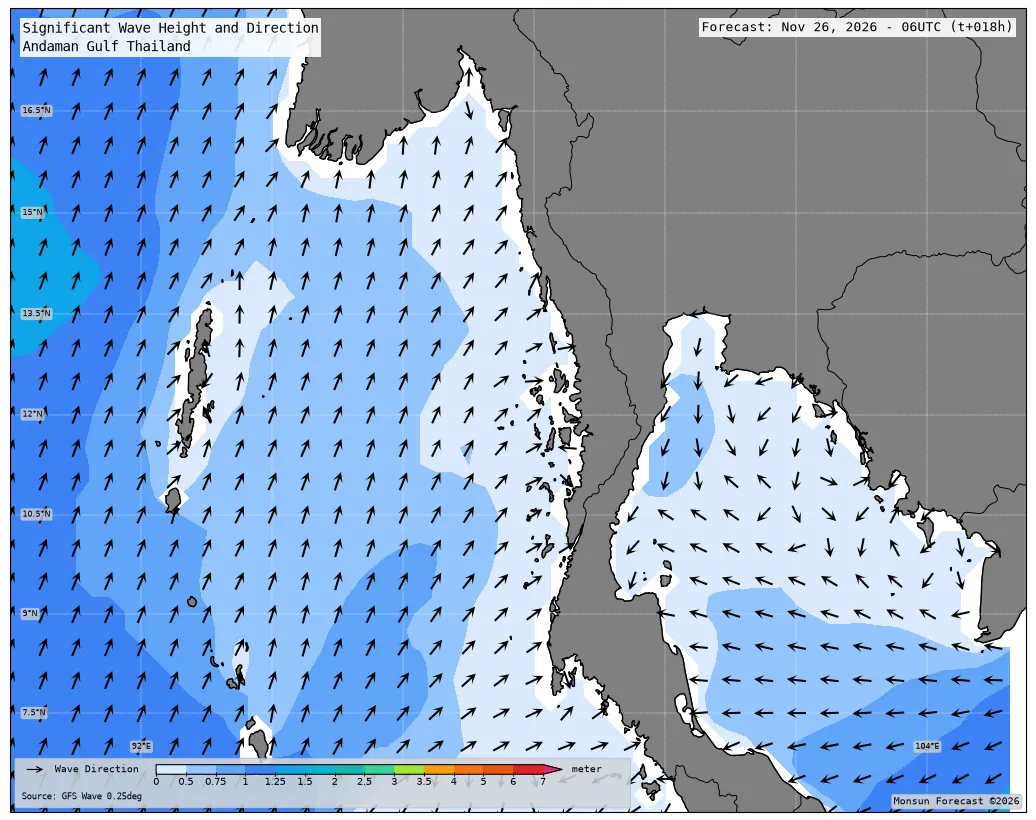 Significant Wave Height and Direction
Andaman Gulf Thailand
Forecast: Nov 26, 2026 - 06UTC (t+018h)
16.5°N
15°N
13.5°N
12°N
10.5°N
9°N
7.5°N
92°E
104°E
Wave Direction
meter
0.5 0.75 1 1.25 1.5 2 2.5 3 3.5 4 5 6 7
Source: GFS Wave 0.25deg
Monsun Forecast ©2026